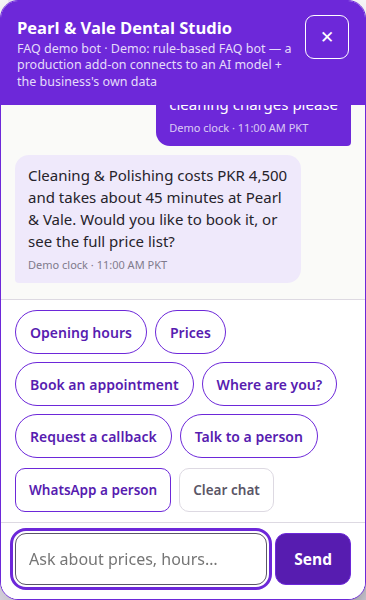 Pearl & Vale Dental Studio
FAQ demo bot · Demo: rule-based FAQ bot — a
production add-on connects to an AI model +
the business's own data
✕
cleaning charges please
Demo clock · 11:00 AM PKT
Cleaning & Polishing costs PKR 4,500
and takes about 45 minutes at Pearl
& Vale. Would you like to book it, or
see the full price list?
Demo clock · 11:00 AM PKT
Opening hours
Prices
Book an appointment
Where are you?
Request a callback
Talk to a person
WhatsApp a person
Clear chat
Ask about prices, hours...
Send